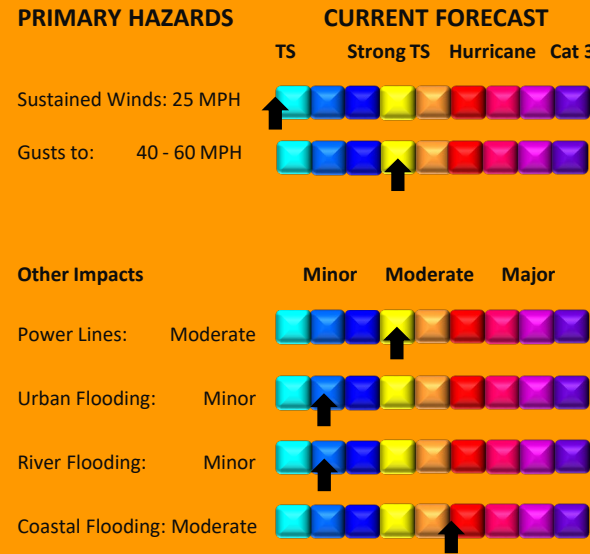 PRIMARY HAZARDS CURRENT FORECAST
TS Strong TS Hurricane Cat 3
Sustained Winds: 25 MPH
Gusts to: 40 - 60 MPH
Other Impacts Minor Moderate Major
Power Lines: Moderate
Urban Flooding: Minor
River Flooding: Minor
Coastal Flooding: Moderate